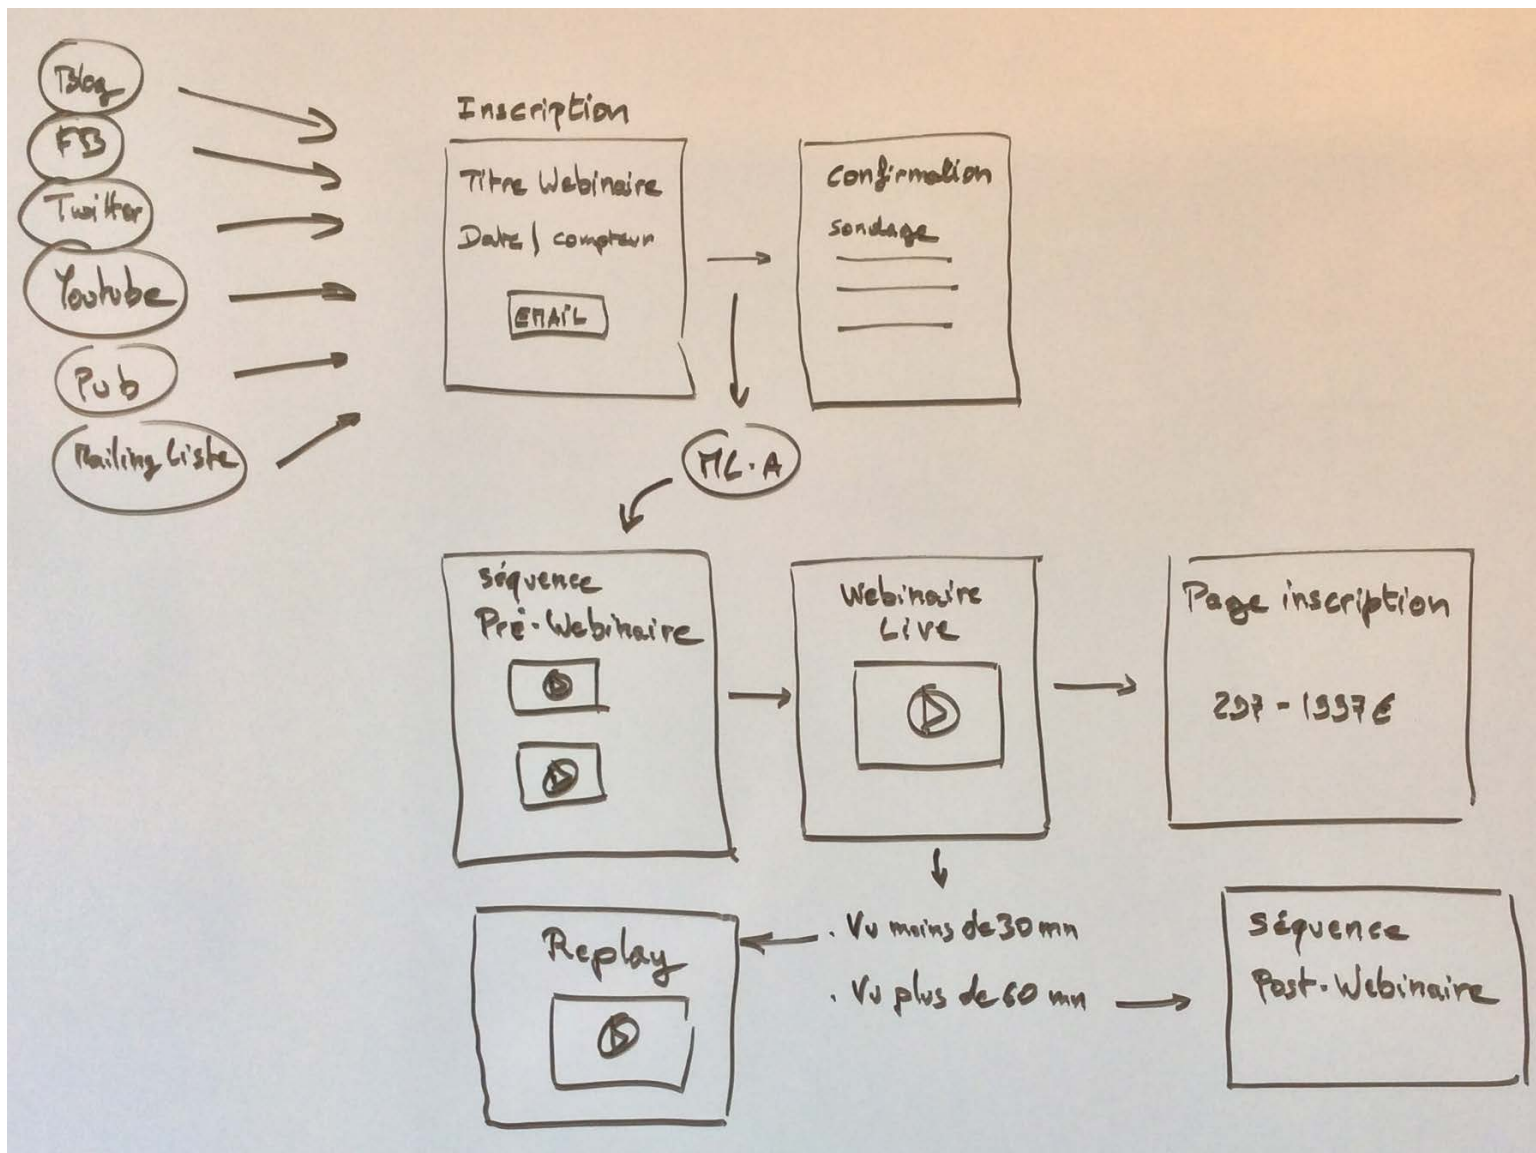 Blog
FB
Twitter
Youtube
Pub
Mailing Liste
Inscription
Titre Webinaire
Date / compteur
EMAIL
Confirmation
sondage
ML.A
séquence
Pré-Webinaire
Webinaire
Live
Page inscription
297 - 1997 €
. Vu moins de 30 mn
. Vu plus de 60 mn
Replay
Séquence
Post-Webinaire